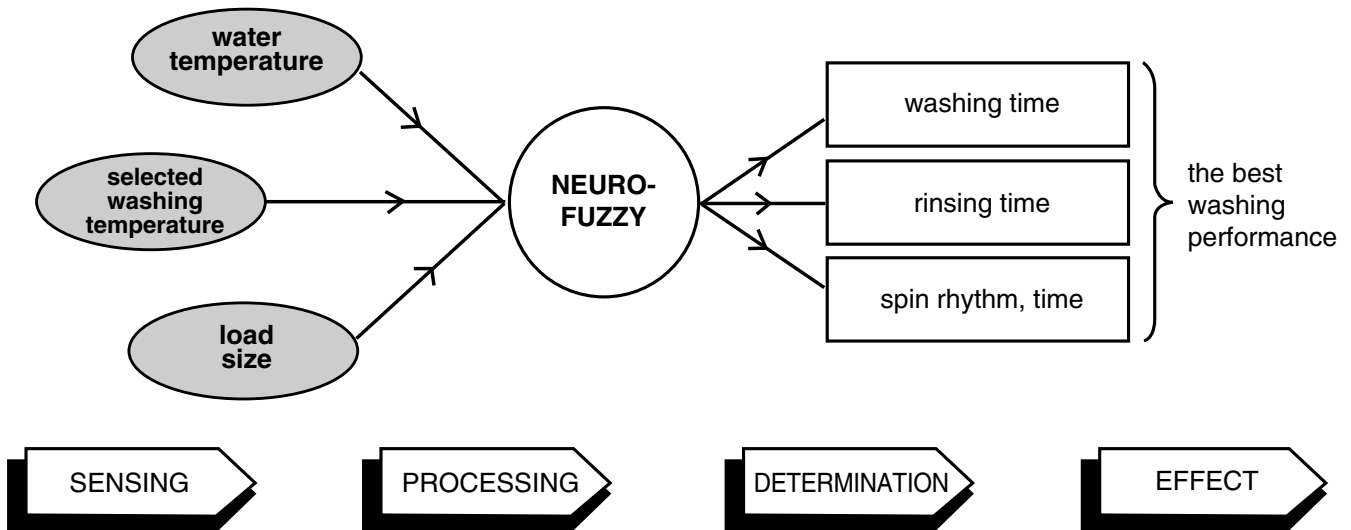 water
temperature
selected
washing
temperature
load
size
NEURO-
FUZZY
washing time
rinsing time
spin rhythm, time
the best
washing
performance
SENSING
PROCESSING
DETERMINATION
EFFECT